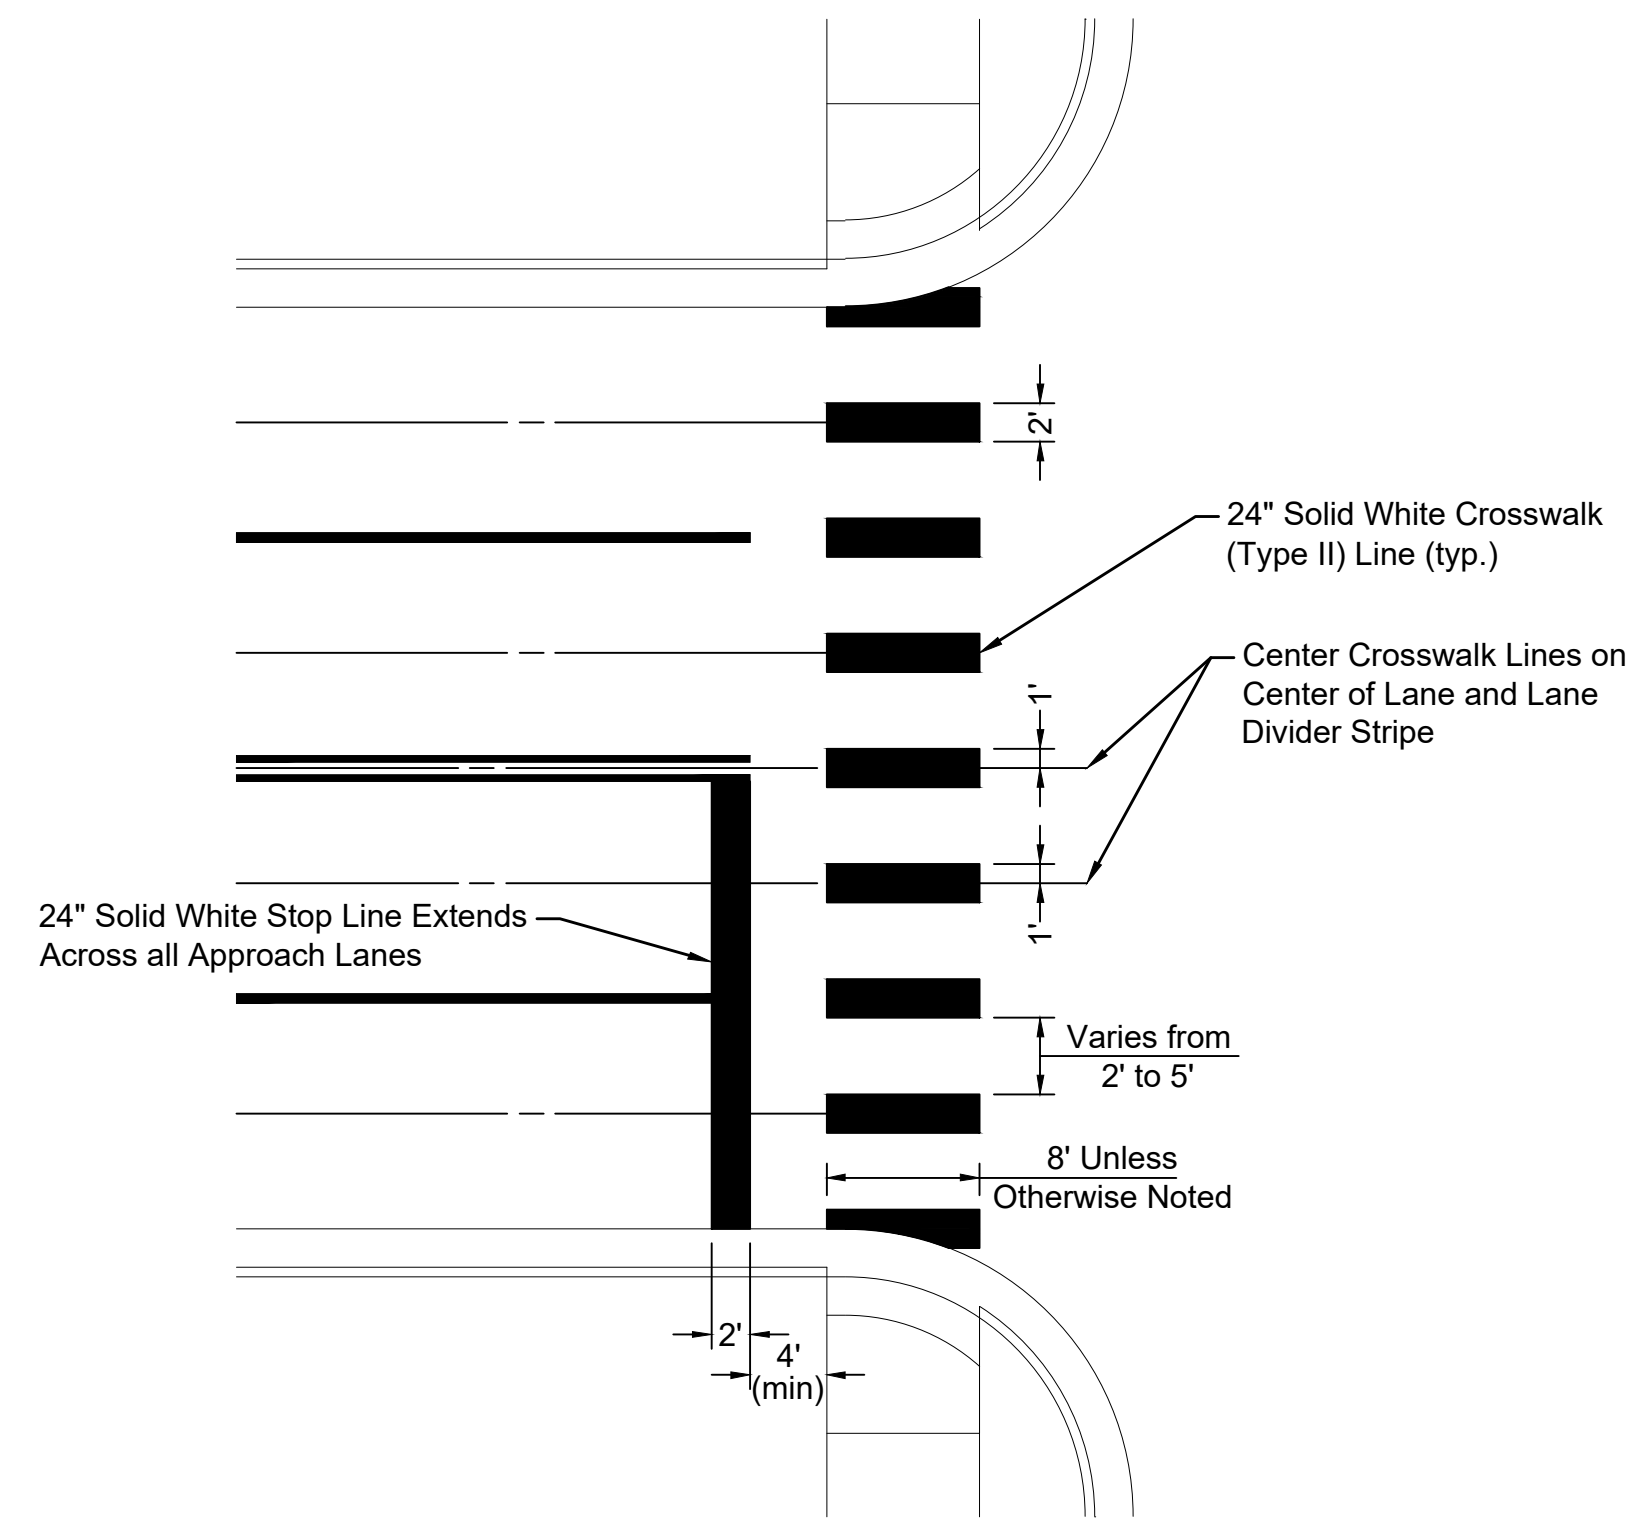 2'
24" Solid White Crosswalk
(Type II) Line (typ.)
Center Crosswalk Lines on
Center of Lane and Lane
Divider Stripe
1'
24" Solid White Stop Line Extends
Across all Approach Lanes
1'
Varies from
2' to 5'
8' Unless
Otherwise Noted
2'
4'
(min)